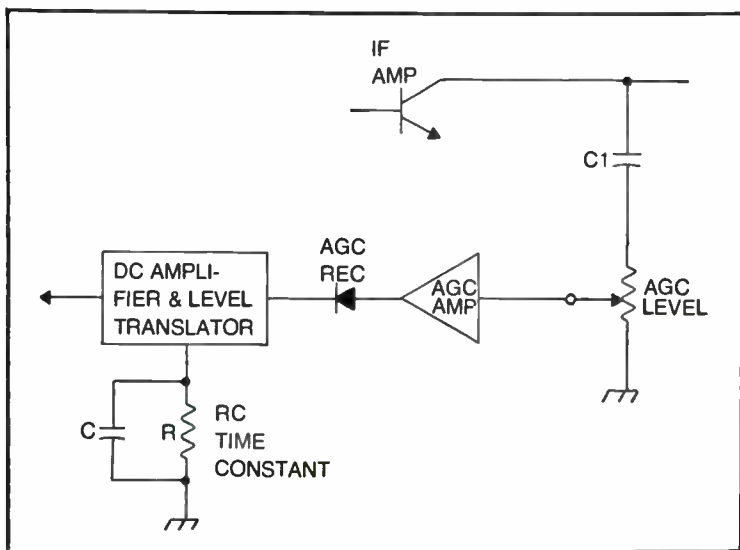 IF
AMP
C1
AGC
REC
AGC
AMP
AGC
LEVEL
DC AMPLI-
FIER & LEVEL
TRANSLATOR
C
R
RC
TIME
CONSTANT